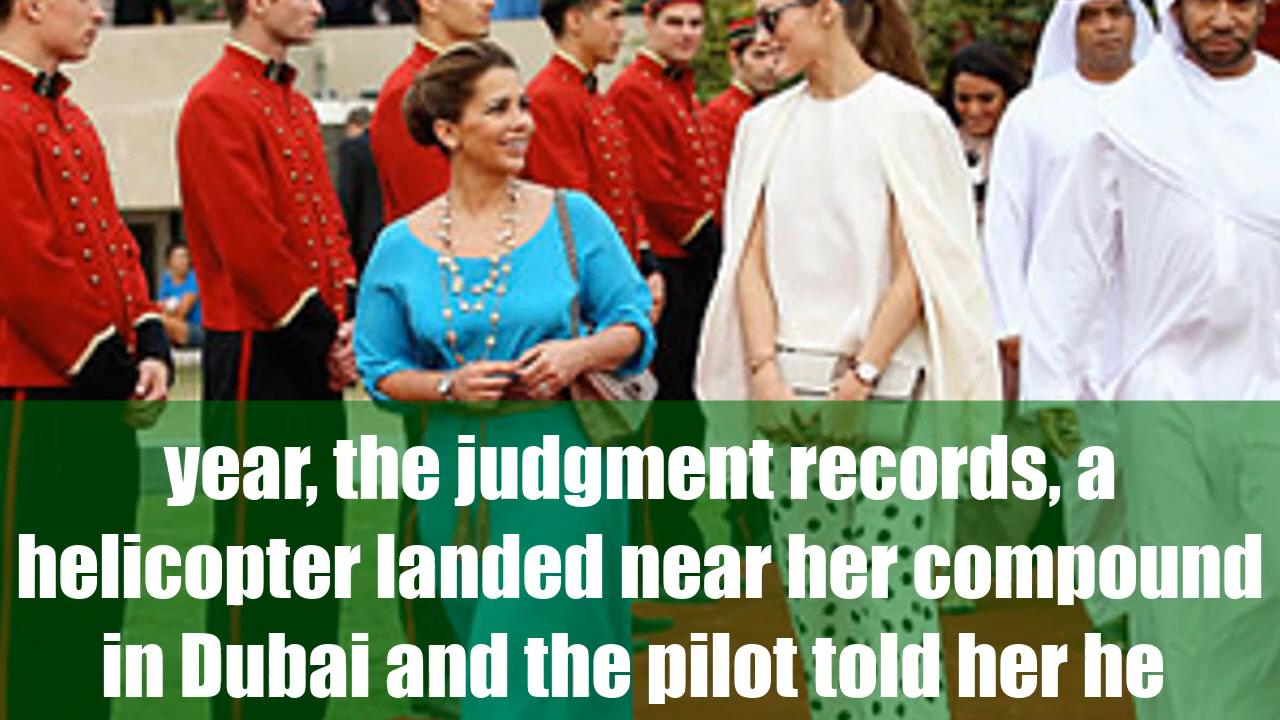 year, the judgment records, a
helicopter landed near her compound
in Dubai and the pilot told her he